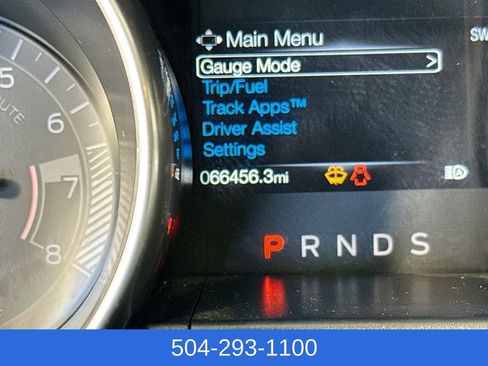 Main Menu
SW
Gauge Mode >
Trip/Fuel
Track Apps™
Driver Assist
Settings
066456.3mi
P R N D S
5
6
7
8
504-293-1100